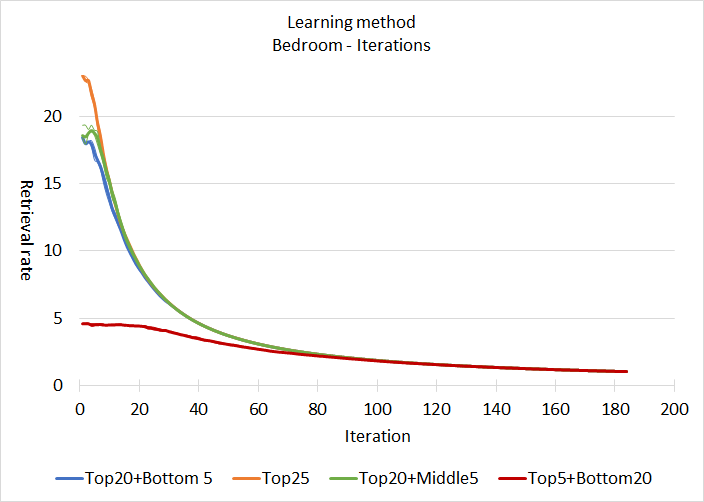 Learning method
Bedroom - Iterations
20
15
10
5
0
Retrieval rate
0 20 40 60 80 100 120 140 160 180 200
Iteration
Top20+Bottom 5 Top25 Top20+Middle5 Top5+Bottom20